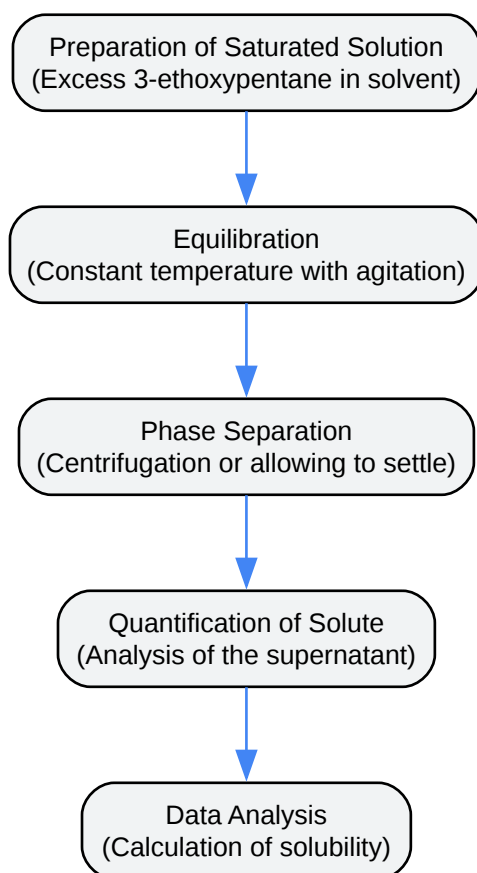 Preparation of Saturated Solution
(Excess 3-ethoxypentane in solvent)
Equilibration
(Constant temperature with agitation)
Phase Separation
(Centrifugation or allowing to settle)
Quantification of Solute
(Analysis of the supernatant)
Data Analysis
(Calculation of solubility)